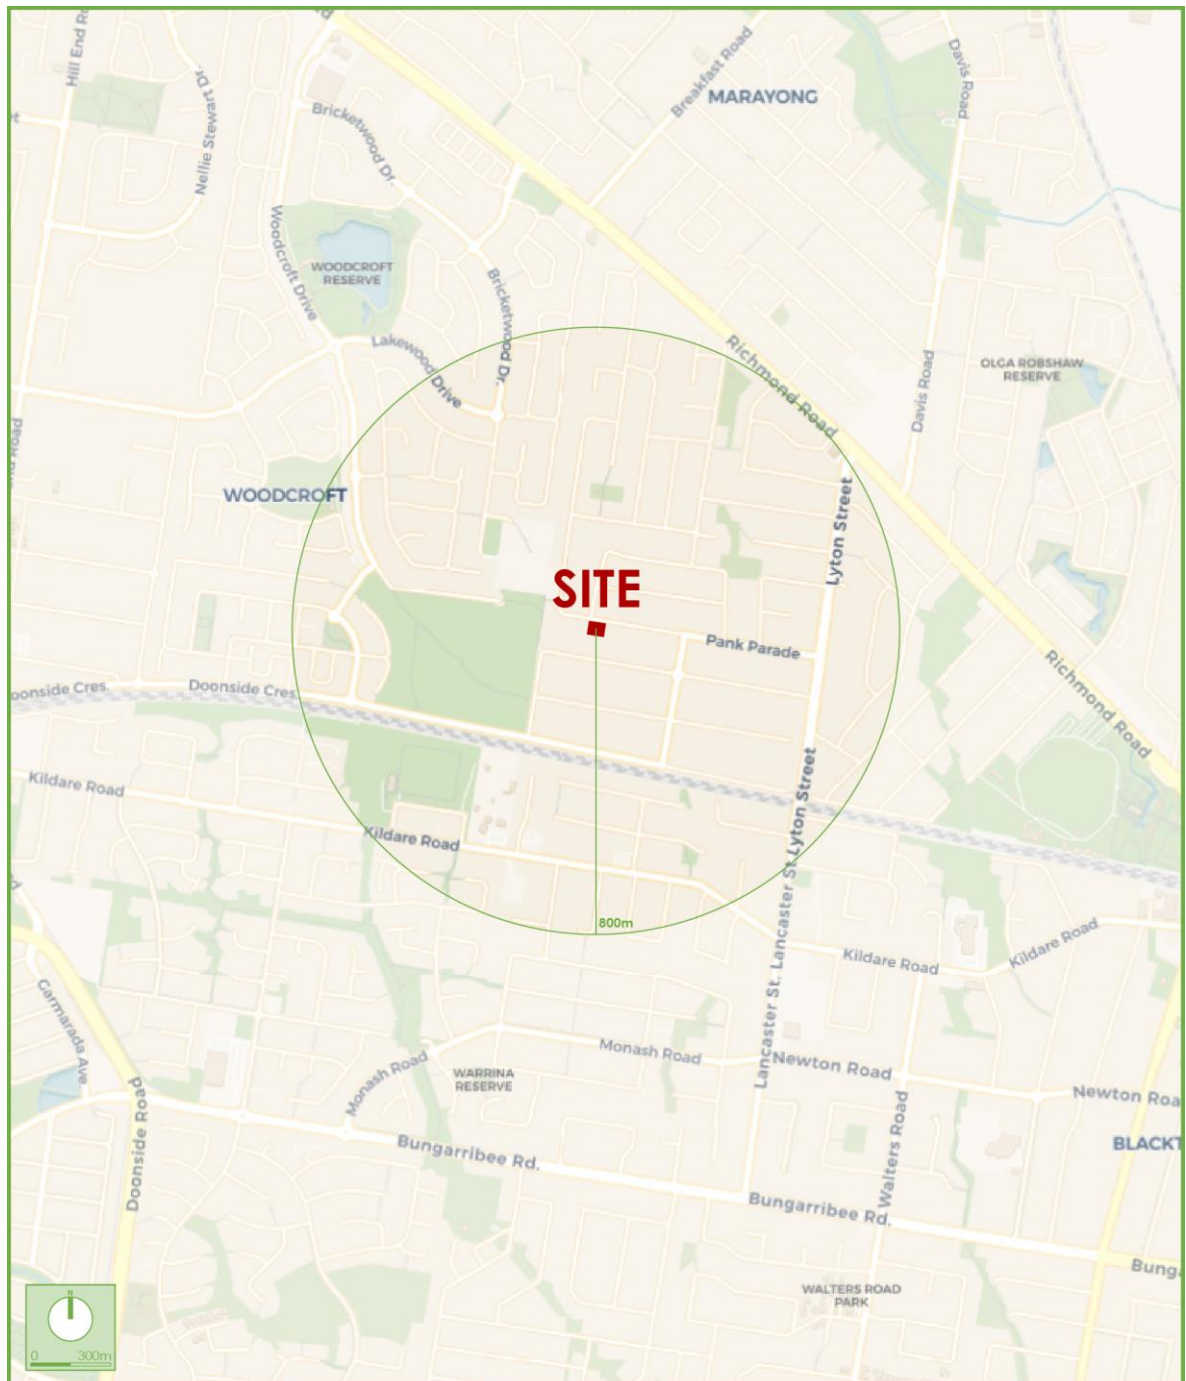 Hill End Ro
Nellie Stewart Dr.
Bricketwood Dr.
Breakfast Road
MARAYONG
Davis Road
Woodcroft Drive
WOODCROFT
RESERVE
Bricketwood Dr.
Lakewood Drive
Richmond Road
Davis Road
OLGA ROBSHAW
RESERVE
WOODCROFT
Lyton Street
SITE
Pank Parade
Richmond Road
oonside Cres.
Doonside Cres.
Kildare Road
Kildare Road
Lyton Street
Lancaster St.
Lancaster St.
800m
Kildare Road
Kildare Road
Garmarada Ave
Monash Road
Monash Road
WARRINA
RESERVE
Newton Road
Newton Roa
Doonside Road
Bungarribee Rd.
Walters Road
BLACKT
Bungarribee Rd.
Bunga
WALTERS ROAD
PARK
N
0 300m